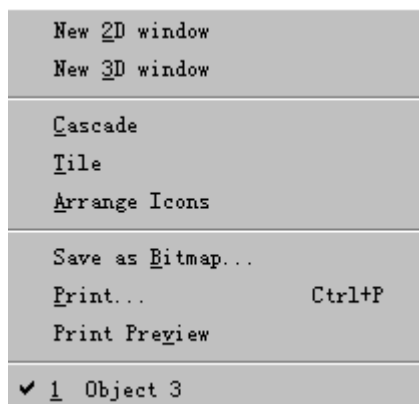 New 2D window
New 3D window
Cascade
Tile
Arrange Icons
Save as Bitmap...
Print... Ctrl+P
Print Preview
✔ 1 Object 3